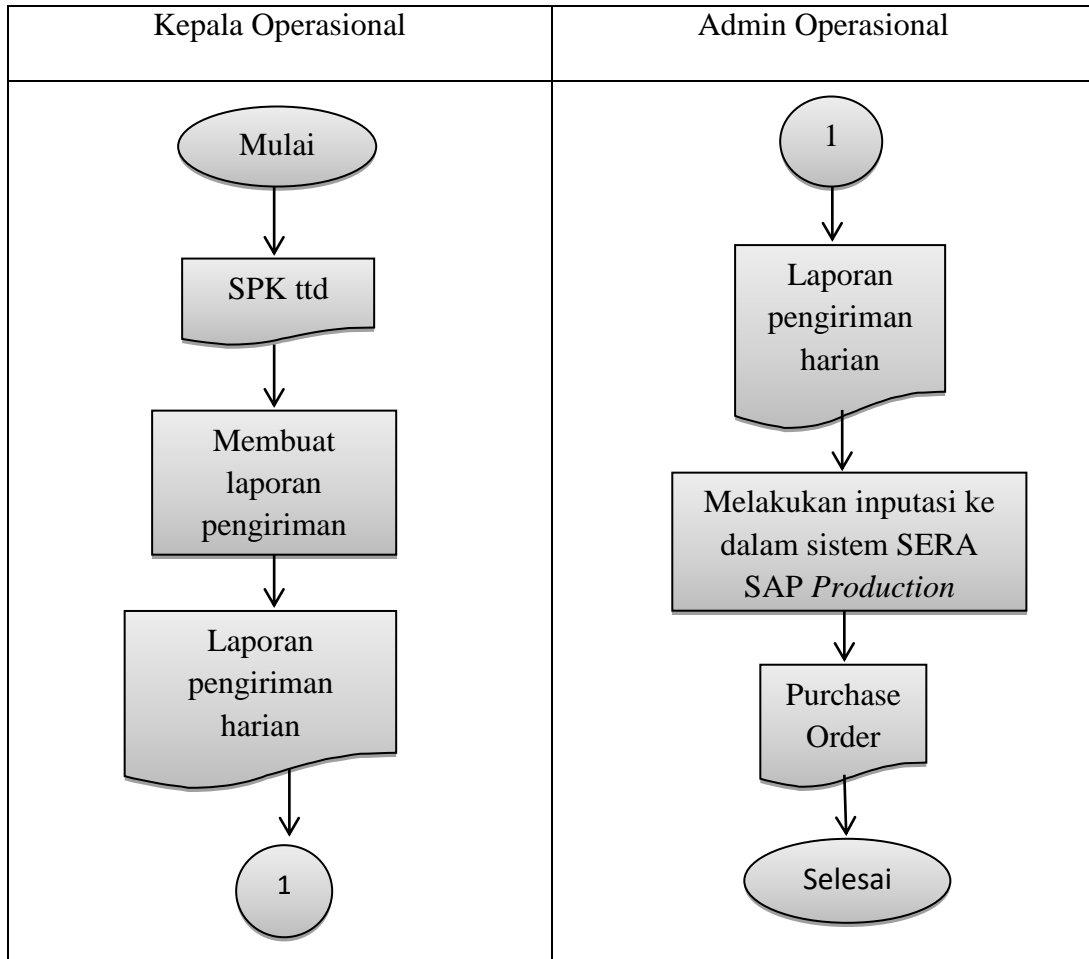 Kepala Operasional
Admin Operasional
Mulai
SPK ttd
Membuat
laporan
pengiriman
Laporan
pengiriman
harian
1
1
Laporan
pengiriman
harian
Melakukan inputasi ke
dalam sistem SERA
SAP Production
Purchase
Order
Selesai